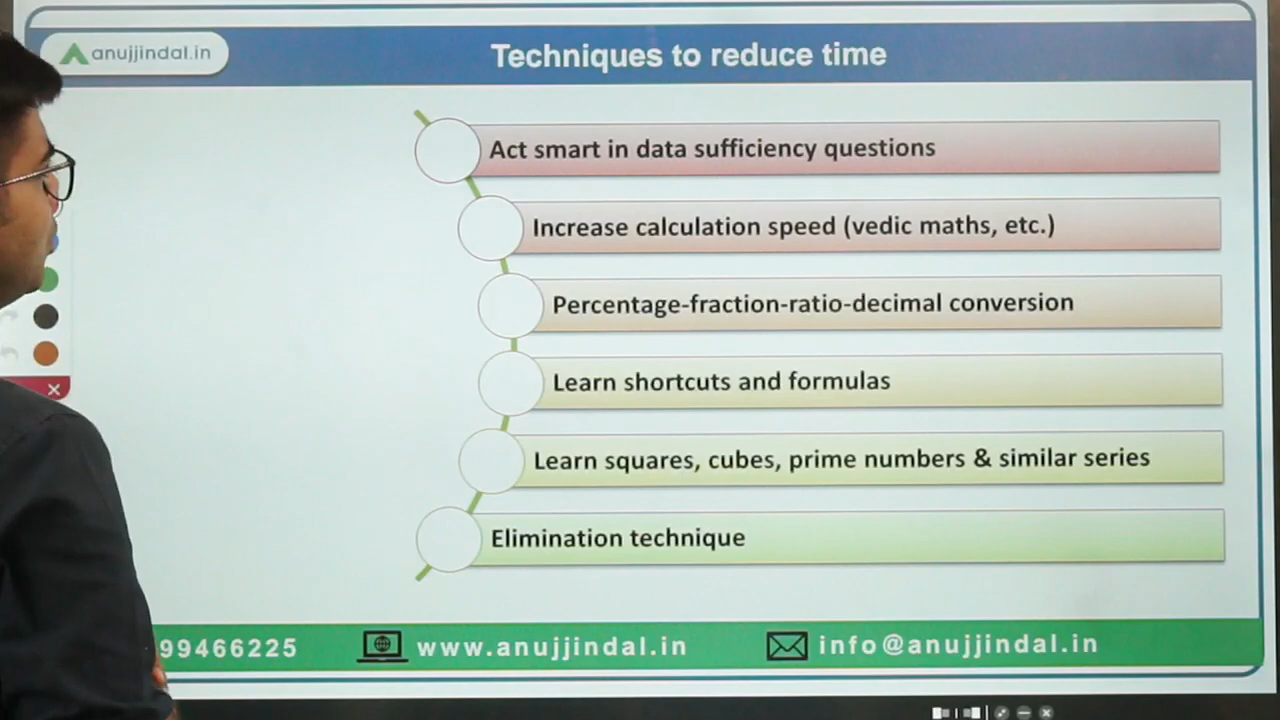 anujjindal.in
Techniques to reduce time
Act smart in data sufficiency questions
Increase calculation speed (vedic maths, etc.)
Percentage-fraction-ratio-decimal conversion
Learn shortcuts and formulas
Learn squares, cubes, prime numbers & similar series
Elimination technique
99466225
www.anujjindal.in
info@anujjindal.in